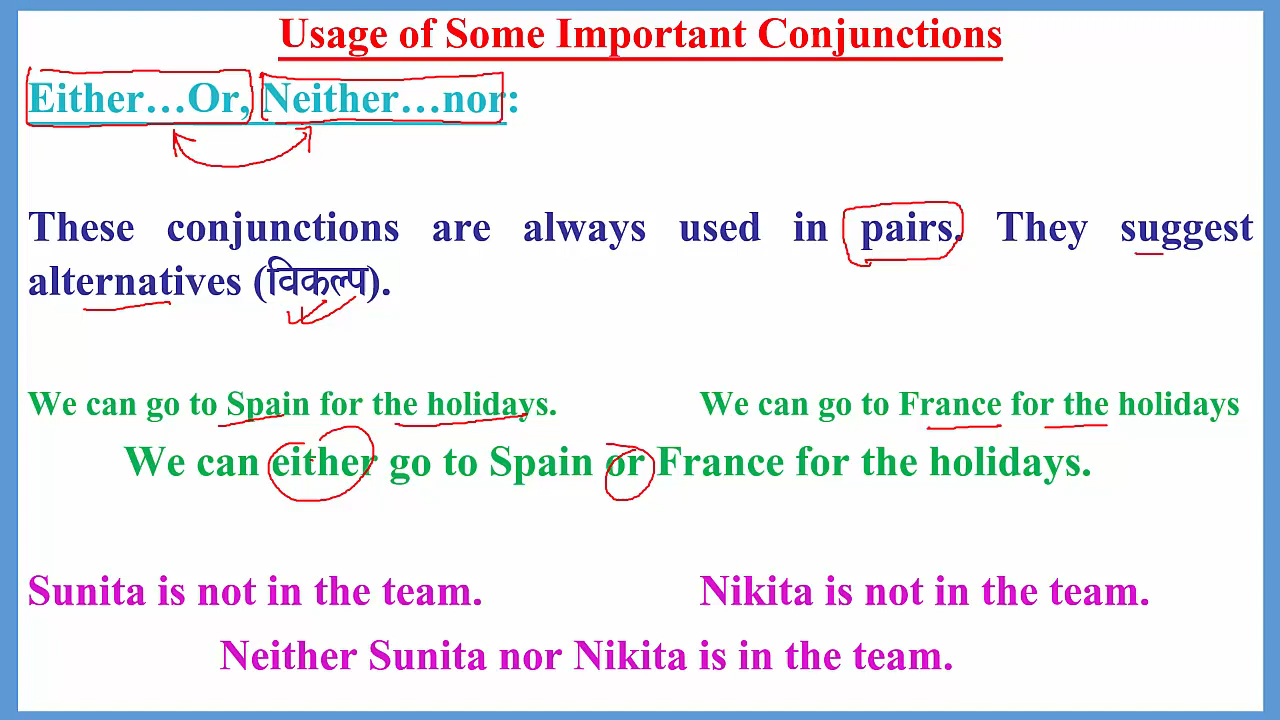 Usage of Some Important Conjunctions
Either…Or, Neither…nor:
These conjunctions are always used in pairs. They suggest
alternatives (विकल्प).
We can go to Spain for the holidays. We can go to France for the holidays
We can either go to Spain or France for the holidays.
Sunita is not in the team. Nikita is not in the team.
Neither Sunita nor Nikita is in the team.